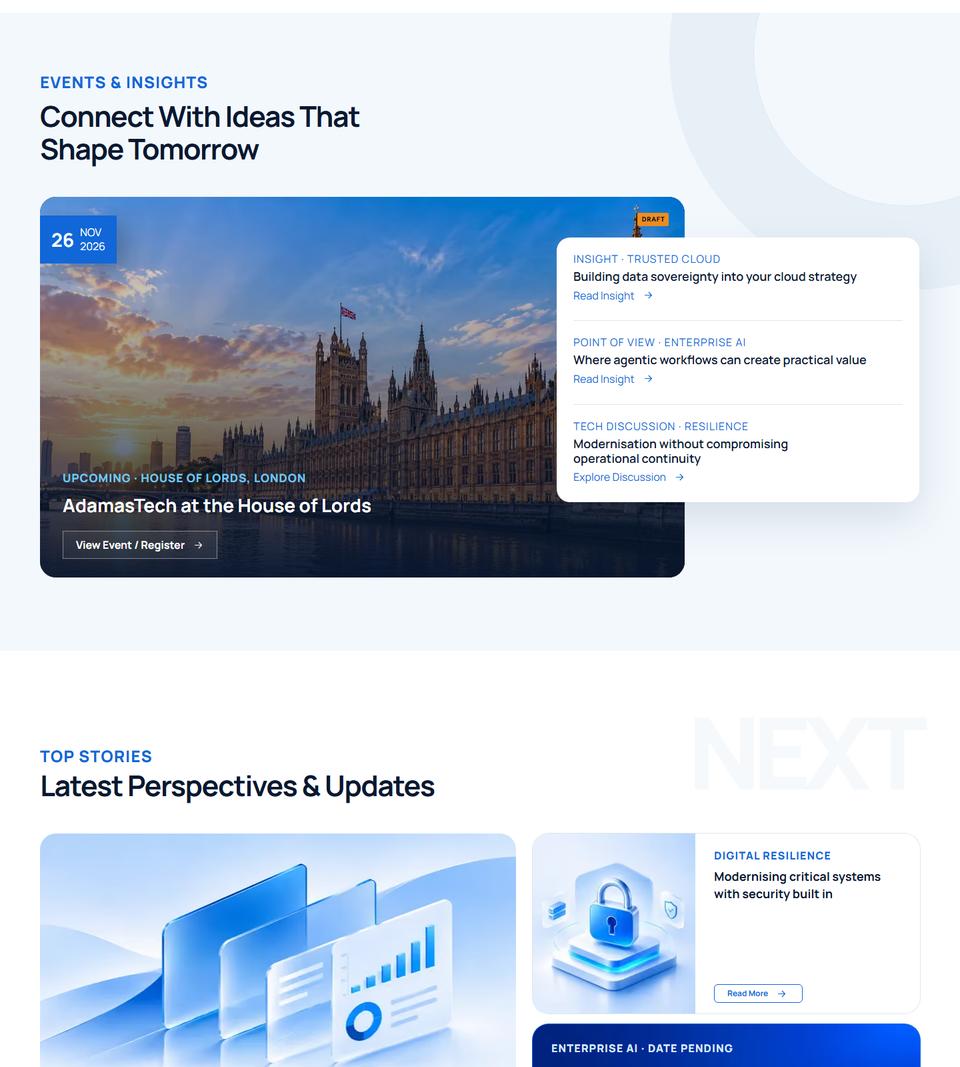 EVENTS & INSIGHTS
Connect With Ideas That
Shape Tomorrow
26
NOV
2026
DRAFT
UPCOMING · HOUSE OF LORDS, LONDON
AdamasTech at the House of Lords
View Event / Register →
INSIGHT · TRUSTED CLOUD
Building data sovereignty into your cloud strategy
Read Insight →
POINT OF VIEW · ENTERPRISE AI
Where agentic workflows can create practical value
Read Insight →
TECH DISCUSSION · RESILIENCE
Modernisation without compromising
operational continuity
Explore Discussion →
NEXT
TOP STORIES
Latest Perspectives & Updates
DIGITAL RESILIENCE
Modernising critical systems
with security built in
Read More →
ENTERPRISE AI · DATE PENDING